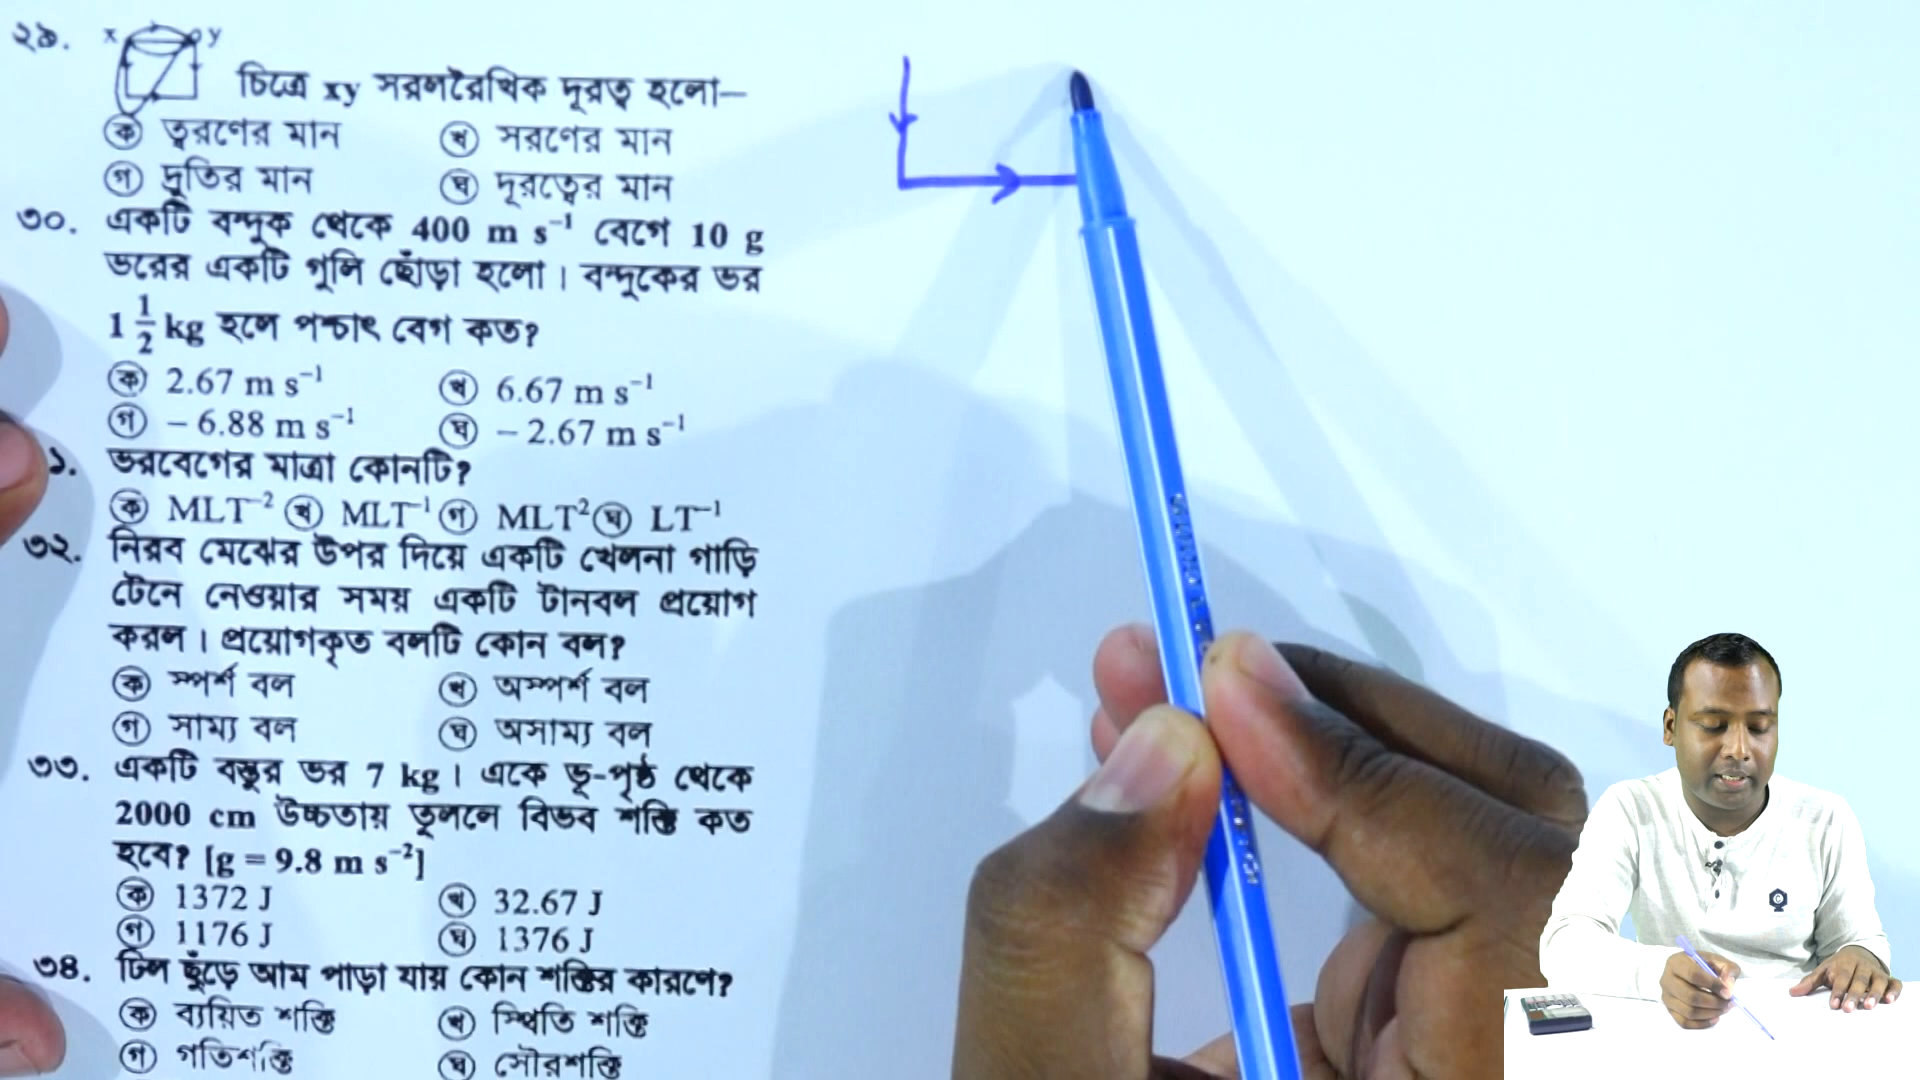 ২৯. x y
চিত্রে xy সরলরৈখিক দূরত্ব হলো—
ক ত্বরণের মান খ সরণের মান
গ দ্রুতির মান ঘ দূরত্বের মান
৩০. একটি বন্দুক থেকে 400 m s⁻¹ বেগে 10 g
ভরের একটি গুলি ছোঁড়া হলো। বন্দুকের ভর
1 1/2 kg হলে পশ্চাৎ বেগ কত?
ক 2.67 m s⁻¹ খ 6.67 m s⁻¹
গ – 6.88 m s⁻¹ ঘ – 2.67 m s⁻¹
১. ভরবেগের মাত্রা কোনটি?
ক MLT⁻² খ MLT⁻¹ গ MLT² ঘ LT⁻¹
৩২. নিরব মেঝের উপর দিয়ে একটি খেলনা গাড়ি
টেনে নেওয়ার সময় একটি টানবল প্রয়োগ
করল। প্রয়োগকৃত বলটি কোন বল?
ক স্পর্শ বল খ অস্পর্শ বল
গ সাম্য বল ঘ অসাম্য বল
৩৩. একটি বস্তুর ভর 7 kg। একে ভূ-পৃষ্ঠ থেকে
2000 cm উচ্চতায় তুললে বিভব শক্তি কত
হবে? [g = 9.8 m s⁻²]
ক 1372 J খ 32.67 J
গ 1176 J ঘ 1376 J
৩৪. ঢিল ছুঁড়ে আম পাড়া যায় কোন শক্তির কারণে?
ক ব্যয়িত শক্তি খ স্থিতি শক্তি
গ গতিশক্তি ঘ সৌরশক্তি